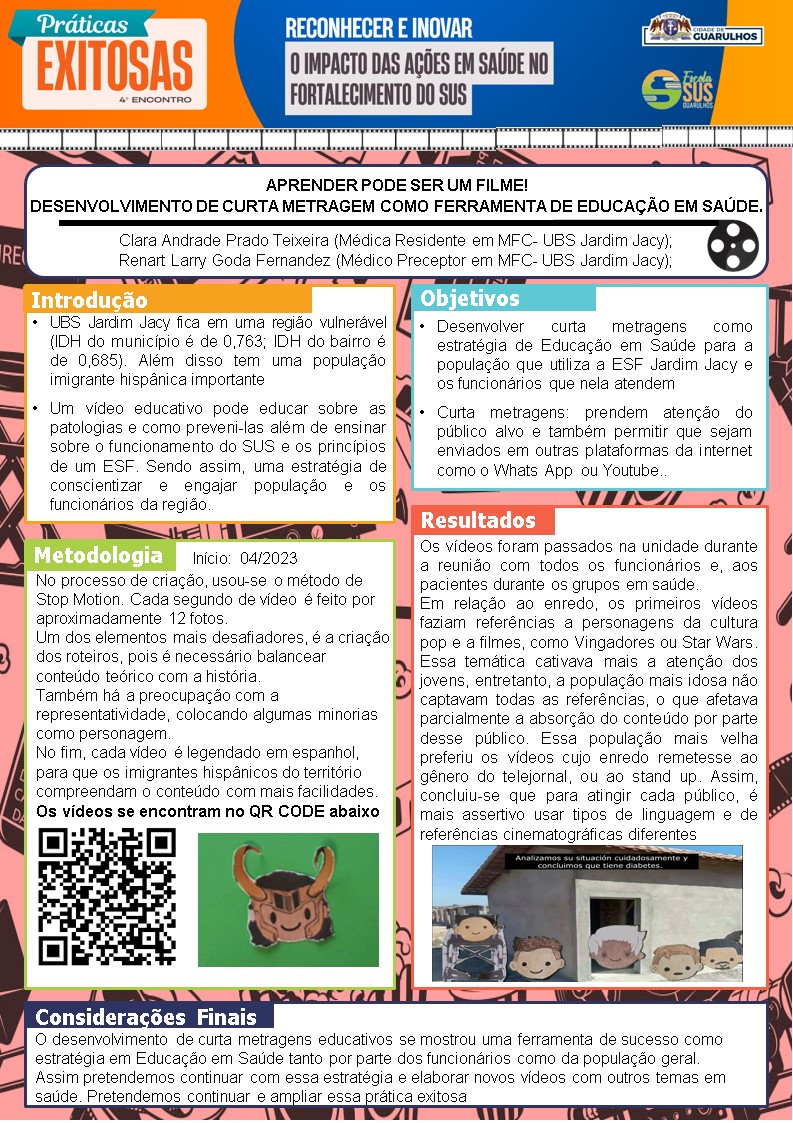 Práticas
EXITOSAS
4º ENCONTRO
RECONHECER E INOVAR
O IMPACTO DAS AÇÕES EM SAÚDE NO
FORTALECIMENTO DO SUS
CIDADE DE
GUARULHOS
Escola
SUS
GUARULHOS
APRENDER PODE SER UM FILME!
DESENVOLVIMENTO DE CURTA METRAGEM COMO FERRAMENTA DE EDUCAÇÃO EM SAÚDE.
Clara Andrade Prado Teixeira (Médica Residente em MFC- UBS Jardim Jacy);
Renart Larry Goda Fernandez (Médico Preceptor em MFC- UBS Jardim Jacy);
Introdução
• UBS Jardim Jacy fica em uma região vulnerável
(IDH do município é de 0,763; IDH do bairro é
de 0,685). Além disso tem uma população
imigrante hispânica importante
• Um vídeo educativo pode educar sobre as
patologias e como preveni-las além de ensinar
sobre o funcionamento do SUS e os princípios
de um ESF. Sendo assim, uma estratégia de
conscientizar e engajar população e os
funcionários da região.
Metodologia
Início: 04/2023
No processo de criação, usou-se o método de
Stop Motion. Cada segundo de vídeo é feito por
aproximadamente 12 fotos.
Um dos elementos mais desafiadores, é a criação
dos roteiros, pois é necessário balancear
conteúdo teórico com a história.
Também há a preocupação com a
representatividade, colocando algumas minorias
como personagem.
No fim, cada vídeo é legendado em espanhol,
para que os imigrantes hispânicos do território
compreendam o conteúdo com mais facilidades.
Os vídeos se encontram no QR CODE abaixo
Objetivos
• Desenvolver curta metragens como
estratégia de Educação em Saúde para a
população que utiliza a ESF Jardim Jacy e
os funcionários que nela atendem
• Curta metragens: prendem atenção do
público alvo e também permitir que sejam
enviados em outras plataformas da internet
como o Whats App ou Youtube..
Resultados
Os vídeos foram passados na unidade durante
a reunião com todos os funcionários e, aos
pacientes durante os grupos em saúde.
Em relação ao enredo, os primeiros vídeos
faziam referências a personagens da cultura
pop e a filmes, como Vingadores ou Star Wars.
Essa temática cativava mais a atenção dos
jovens, entretanto, a população mais idosa não
captavam todas as referências, o que afetava
parcialmente a absorção do conteúdo por parte
desse público. Essa população mais velha
preferiu os vídeos cujo enredo remetesse ao
gênero do telejornal, ou ao stand up. Assim,
concluiu-se que para atingir cada público, é
mais assertivo usar tipos de linguagem e de
referências cinematográficas diferentes
Analizamos su situación cuidadosamente y
concluimos que tiene diabetes.
Considerações Finais
O desenvolvimento de curta metragens educativos se mostrou uma ferramenta de sucesso como
estratégia em Educação em Saúde tanto por parte dos funcionários como da população geral.
Assim pretendemos continuar com essa estratégia e elaborar novos vídeos com outros temas em
saúde. Pretendemos continuar e ampliar essa prática exitosa